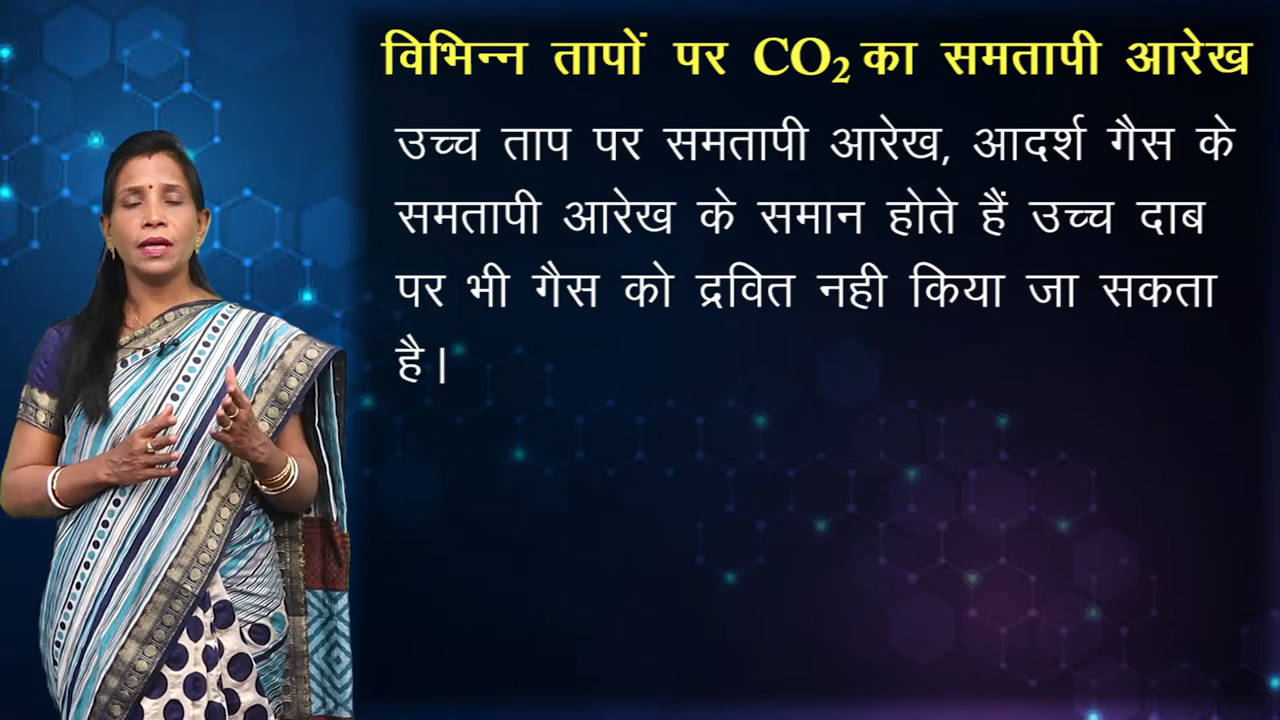 विभिन्न तापों पर CO₂ का समतापी आरेख
उच्च ताप पर समतापी आरेख, आदर्श गैस के
समतापी आरेख के समान होते हैं उच्च दाब
पर भी गैस को द्रवित नही किया जा सकता
है।